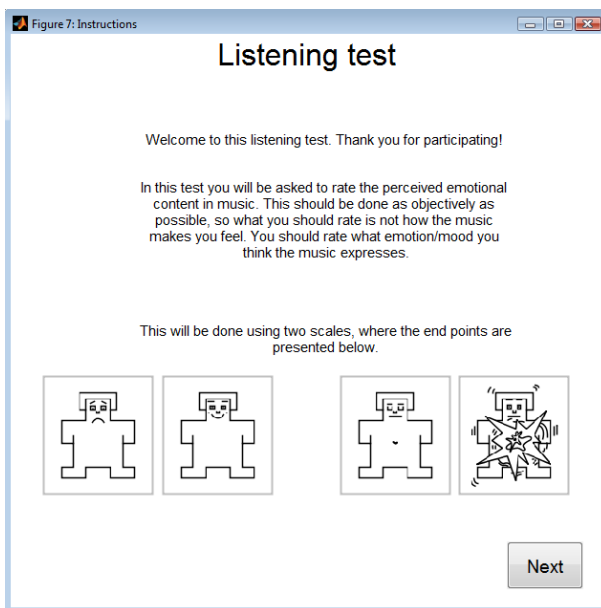 Figure 7: Instructions
Listening test
Welcome to this listening test. Thank you for participating!
In this test you will be asked to rate the perceived emotional
content in music. This should be done as objectively as
possible, so what you should rate is not how the music
makes you feel. You should rate what emotion/mood you
think the music expresses.
This will be done using two scales, where the end points are
presented below.
Next